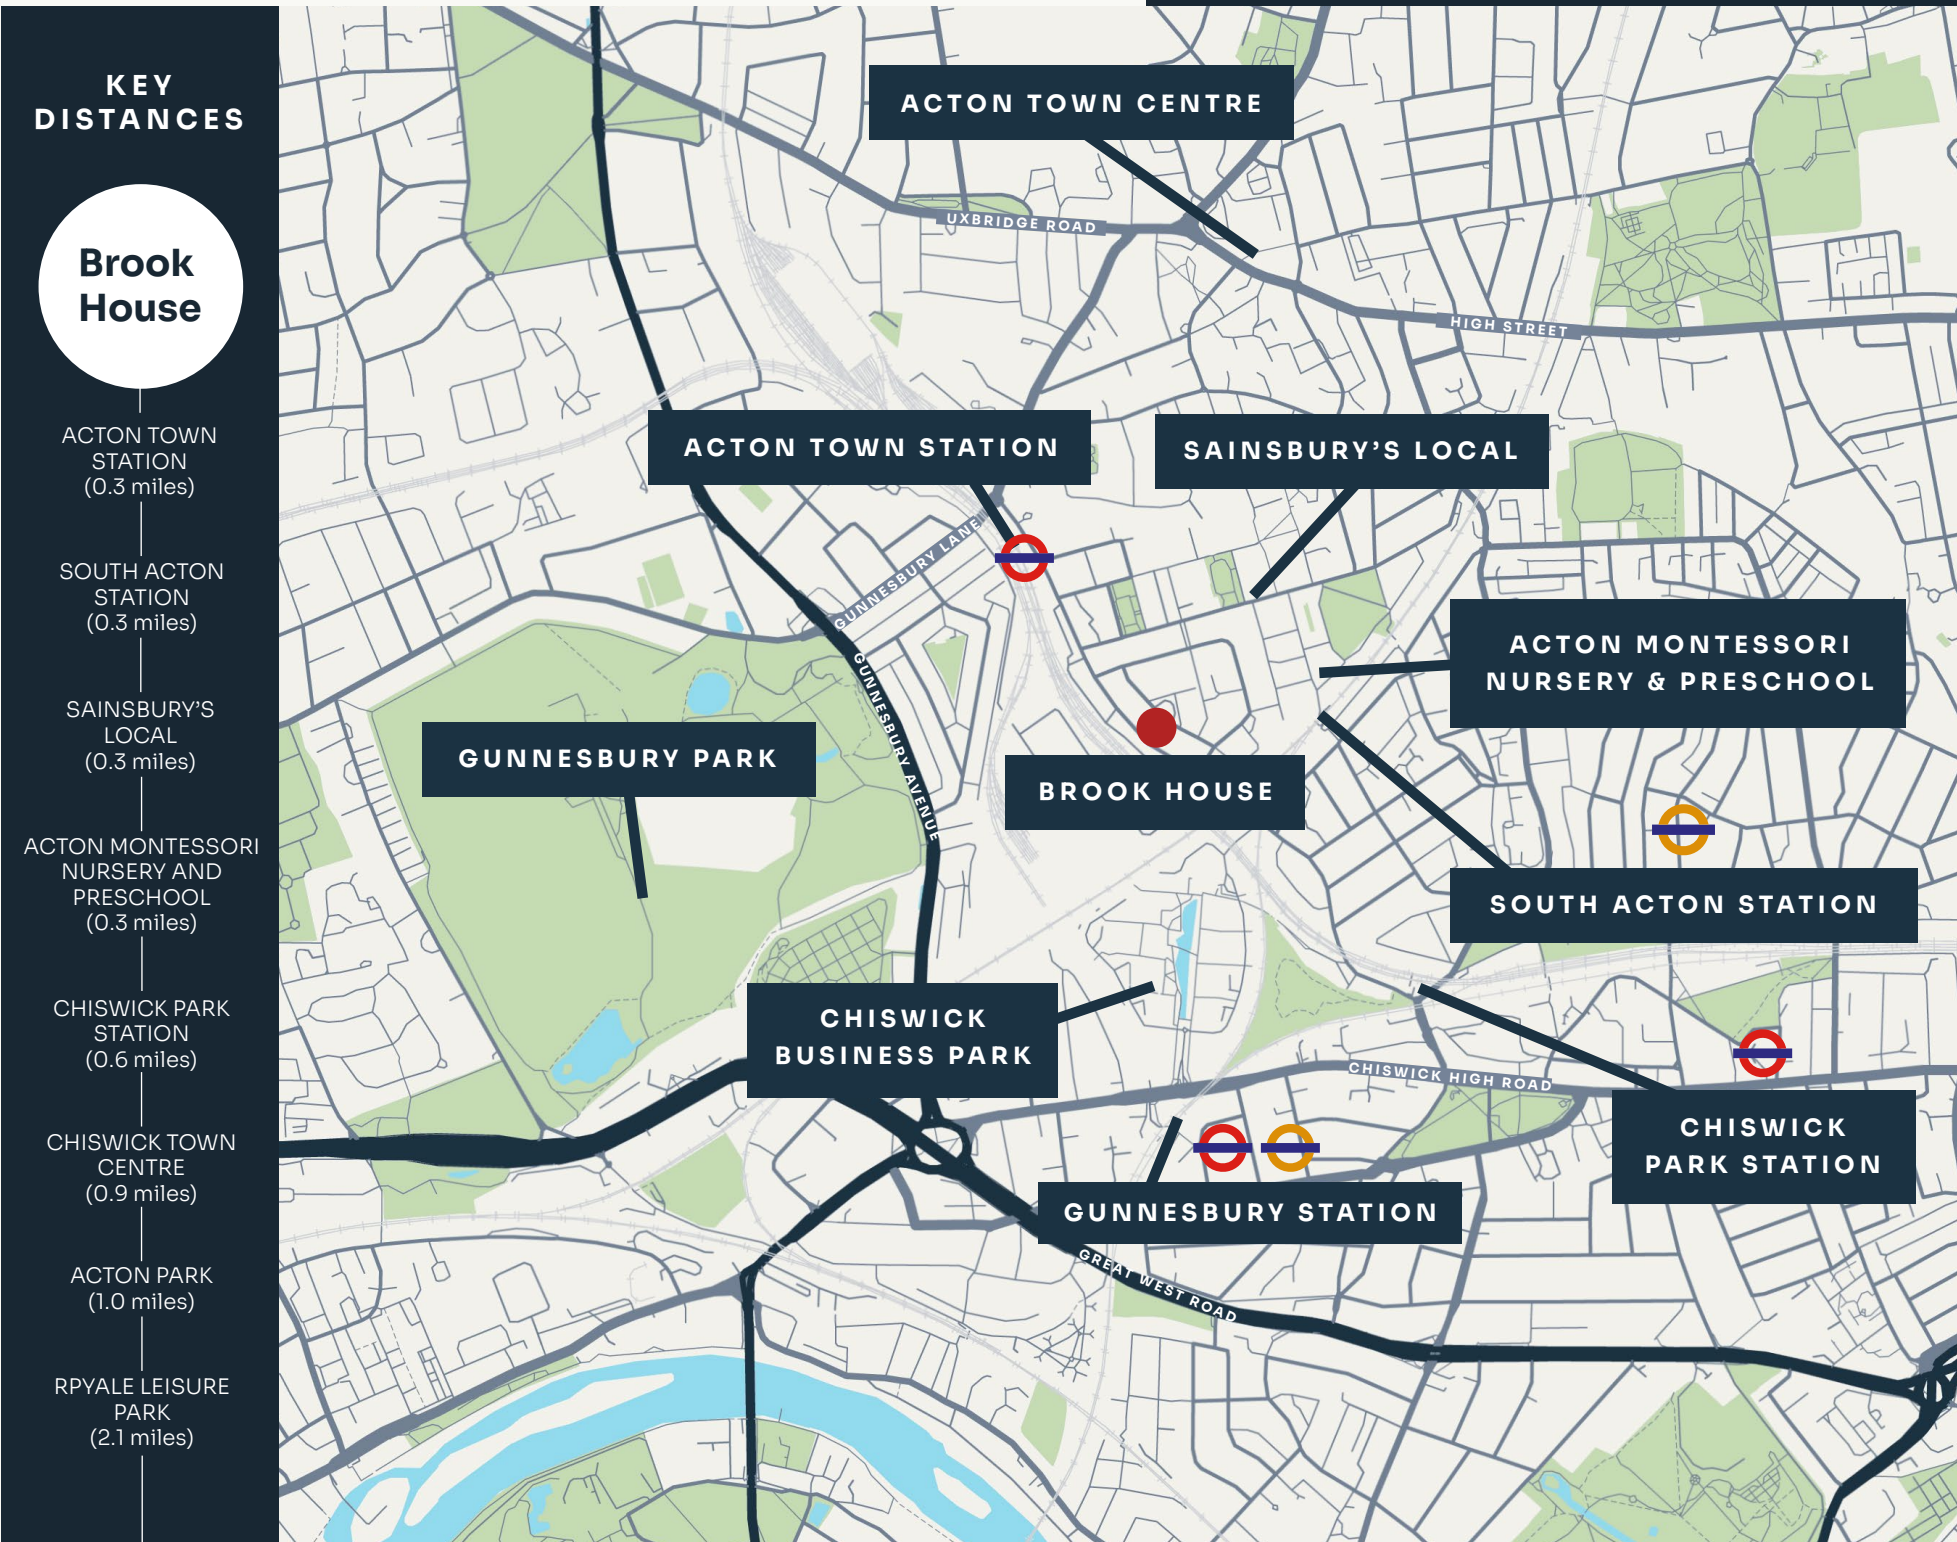 KEY
DISTANCES
Brook
House
ACTON TOWN
STATION
(0.3 miles)
SOUTH ACTON
STATION
(0.3 miles)
SAINSBURY'S
LOCAL
(0.3 miles)
ACTON MONTESSORI
NURSERY AND
PRESCHOOL
(0.3 miles)
CHISWICK PARK
STATION
(0.6 miles)
CHISWICK TOWN
CENTRE
(0.9 miles)
ACTON PARK
(1.0 miles)
RPYALE LEISURE
PARK
(2.1 miles)
ACTON TOWN CENTRE
UXBRIDGE ROAD
HIGH STREET
ACTON TOWN STATION
SAINSBURY'S LOCAL
GUNNESBURY LANE
ACTON MONTESSORI
NURSERY & PRESCHOOL
GUNNESBURY AVENUE
GUNNESBURY PARK
BROOK HOUSE
SOUTH ACTON STATION
CHISWICK
BUSINESS PARK
CHISWICK HIGH ROAD
CHISWICK
PARK STATION
GUNNESBURY STATION
GREAT WEST ROAD